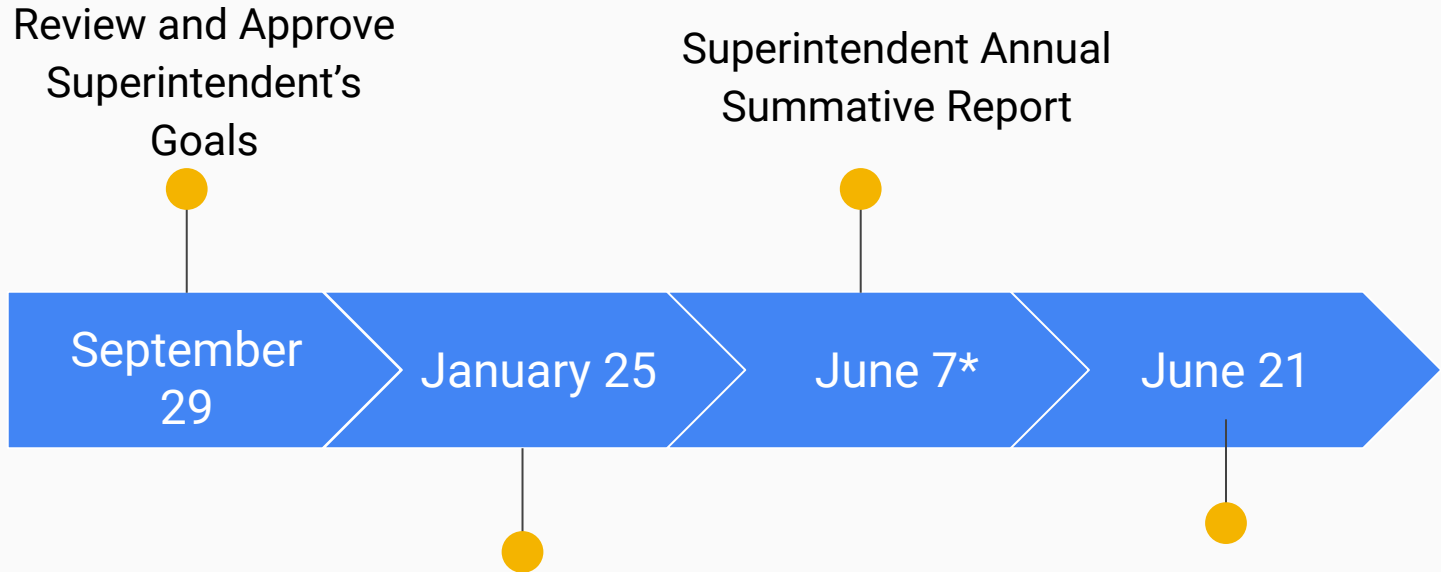 Review and Approve
Superintendent’s
Goals
Superintendent Annual
Summative Report
September
29
January 25
June 7*
June 21